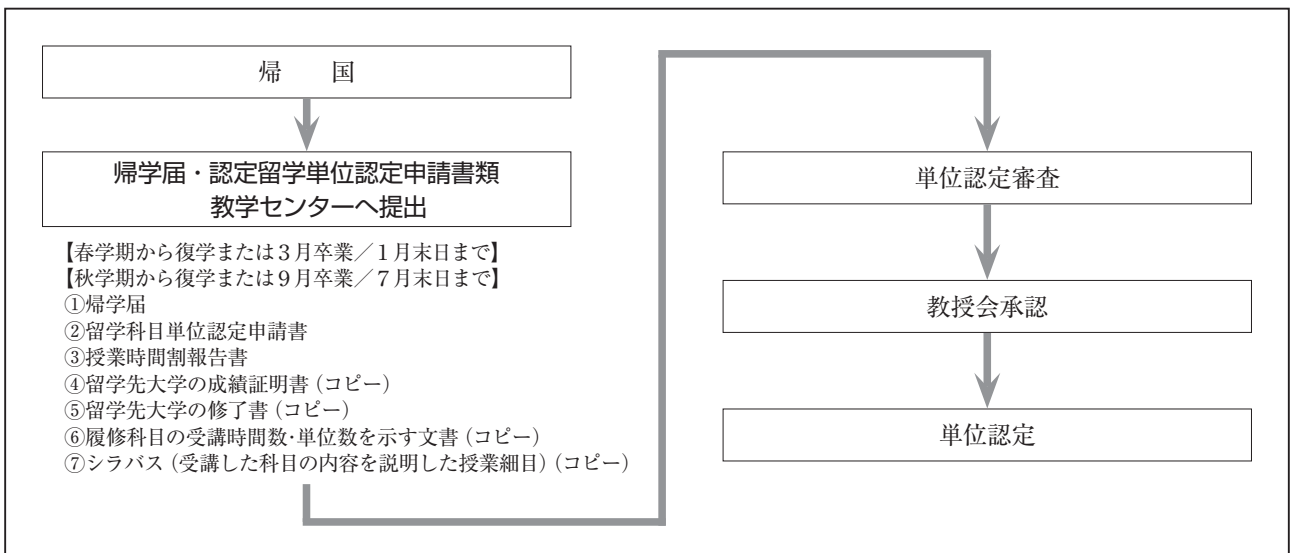 帰　　国
帰学届・認定留学単位認定申請書類
教学センターへ提出
【春学期から復学または３月卒業／１月末日まで】
【秋学期から復学または９月卒業／７月末日まで】
①帰学届
②留学科目単位認定申請書
③授業時間割報告書
④留学先大学の成績証明書（コピー）
⑤留学先大学の修了書（コピー）
⑥履修科目の受講時間数・単位数を示す文書（コピー）
⑦シラバス（受講した科目の内容を説明した授業細目）（コピー）
単位認定審査
教授会承認
単位認定